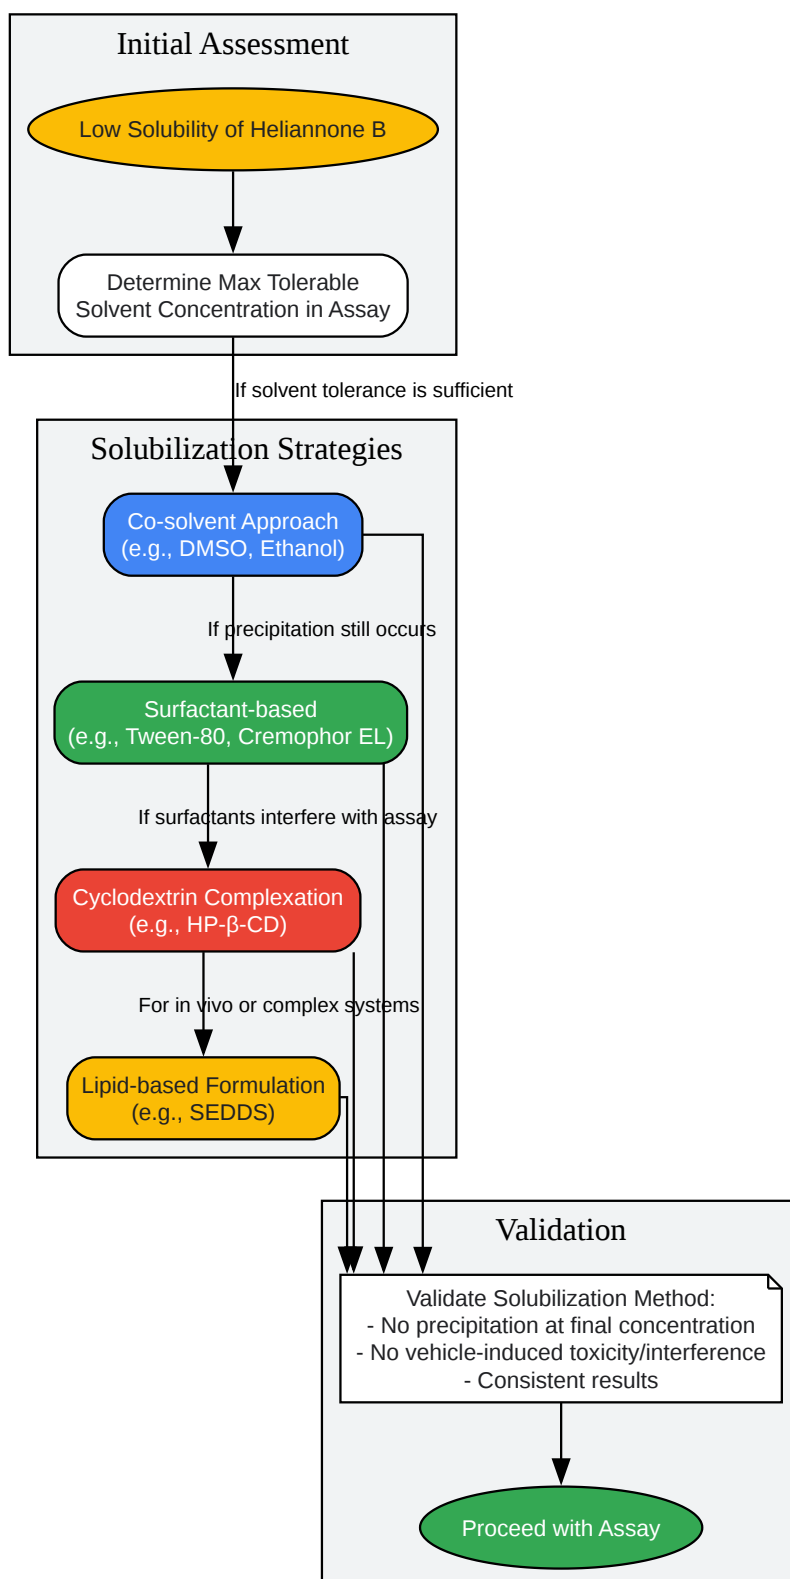 Initial Assessment
Low Solubility of Heliannone B
Determine Max Tolerable
Solvent Concentration in Assay
If solvent tolerance is sufficient
Solubilization Strategies
Co-solvent Approach
(e.g., DMSO, Ethanol)
If precipitation still occurs
Surfactant-based
(e.g., Tween-80, Cremophor EL)
If surfactants interfere with assay
Cyclodextrin Complexation
(e.g., HP-β-CD)
For in vivo or complex systems
Lipid-based Formulation
(e.g., SEDDS)
Validation
Validate Solubilization Method:
- No precipitation at final concentration
- No vehicle-induced toxicity/interference
- Consistent results
Proceed with Assay